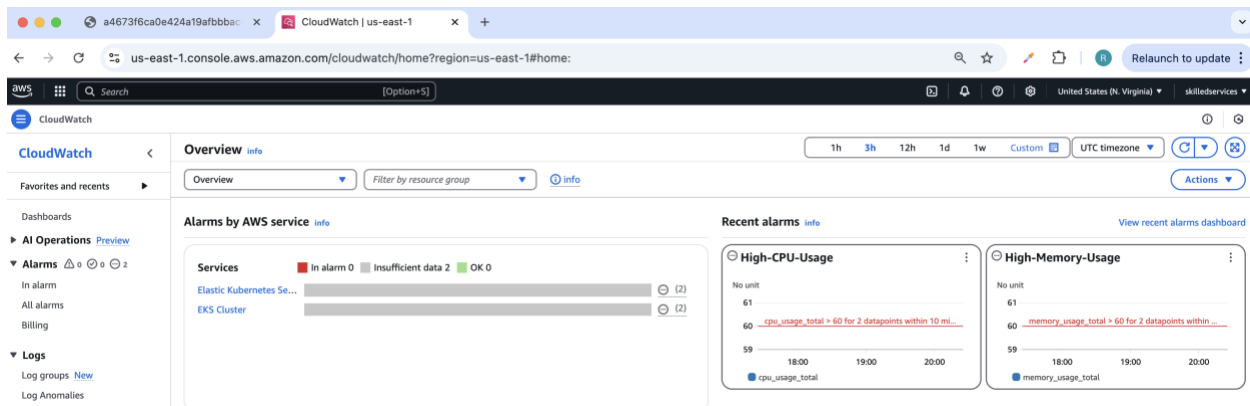 a4673f6ca0e424a19afbbbac
CloudWatch | us-east-1
us-east-1.console.aws.amazon.com/cloudwatch/home?region=us-east-1#home:
R
Relaunch to update
aws
Search
[Option+S]
United States (N. Virginia)
skilledservices
CloudWatch
CloudWatch
Favorites and recents
Dashboards
AI Operations Preview
Alarms 0 0 2
In alarm
All alarms
Billing
Logs
Log groups New
Log Anomalies
Overview info
1h 3h 12h 1d 1w Custom UTC timezone
Overview
Filter by resource group
info
Actions
Alarms by AWS service info
Services
In alarm 0 Insufficient data 2 OK 0
Elastic Kubernetes Se... (2)
EKS Cluster (2)
Recent alarms info
View recent alarms dashboard
High-CPU-Usage
No unit
61
cpu_usage_total > 60 for 2 datapoints within 10 mi...
60
59
18:00 19:00 20:00
cpu_usage_total
High-Memory-Usage
No unit
61
memory_usage_total > 60 for 2 datapoints within ...
60
59
18:00 19:00 20:00
memory_usage_total